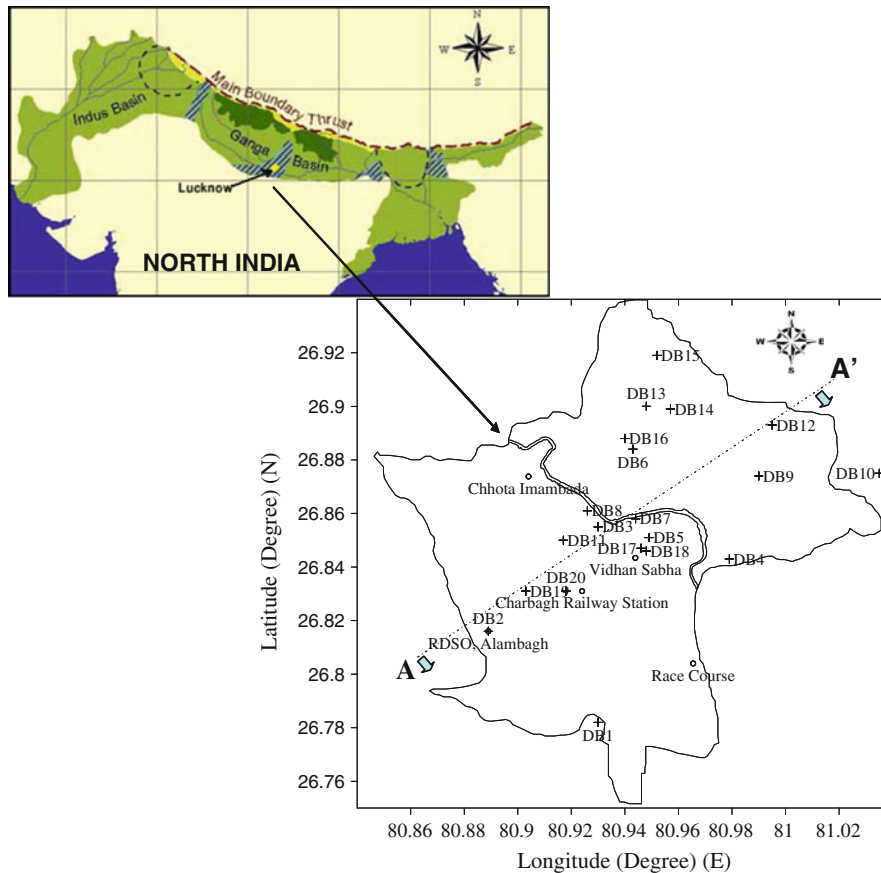 N
W E
S
Main Boundary Thrust
Indus Basin
Ganga
Basin
Lucknow
NORTH INDIA
N
W E
S
A'
DB15
DB13
DB14
DB12
DB16
DB6
DB9
DB10
Chhota Imambada
DB8
DB7
DB3
DB11
DB5
DB17
DB18
DB4
Vidhan Sabha
DB20
DB19
Charbagh Railway Station
DB2
RDSO, Alambagh
A
Race Course
DB1
26.92
26.9
26.88
26.86
26.84
26.82
26.8
26.78
26.76
Latitude (Degree) (N)
80.86 80.88 80.9 80.92 80.94 80.96 80.98 81 81.02
Longitude (Degree) (E)